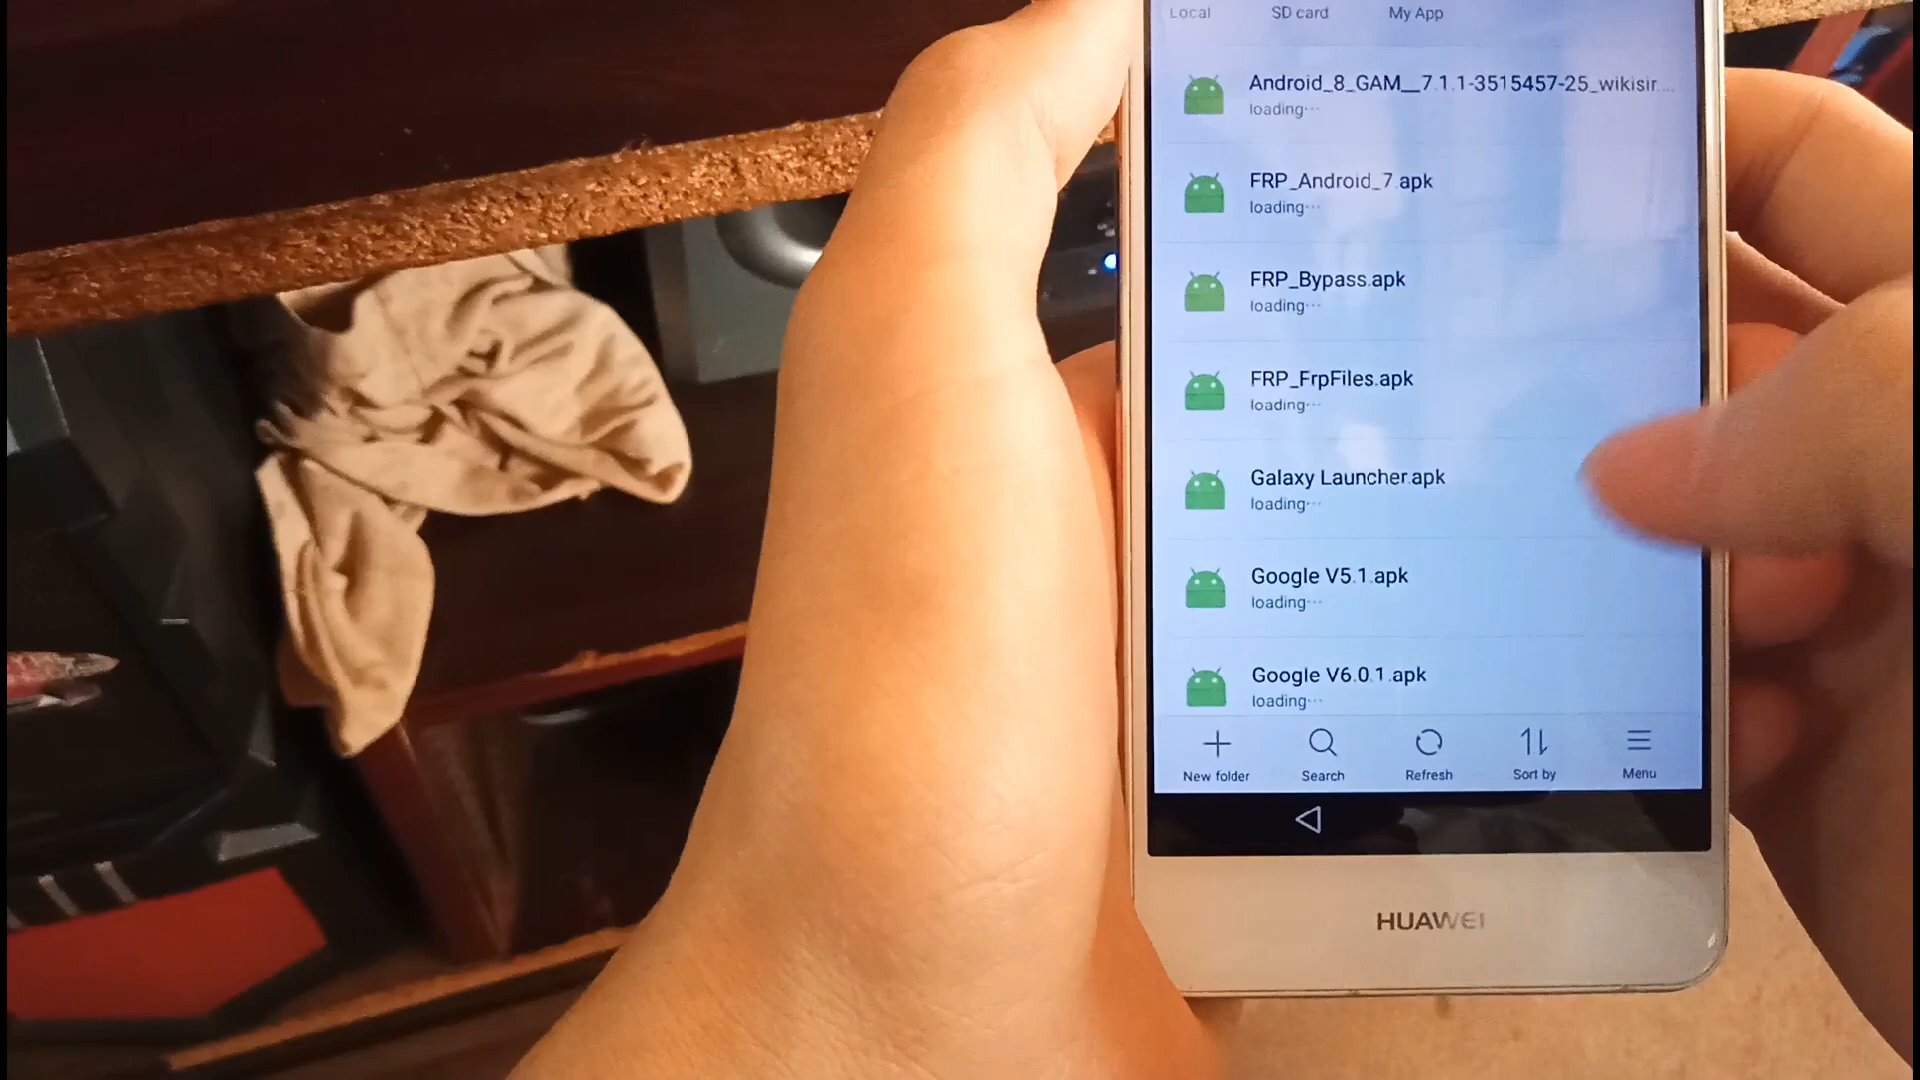 Local SD card My App
Android_8_GAM__7.1.1-3515457-25_wikisir...
loading...
FRP_Android_7.apk
loading...
FRP_Bypass.apk
loading...
FRP_FrpFiles.apk
loading...
Galaxy Launcher.apk
loading...
Google V5.1.apk
loading...
Google V6.0.1.apk
loading...
New folder Search Refresh Sort by Menu
HUAWEI